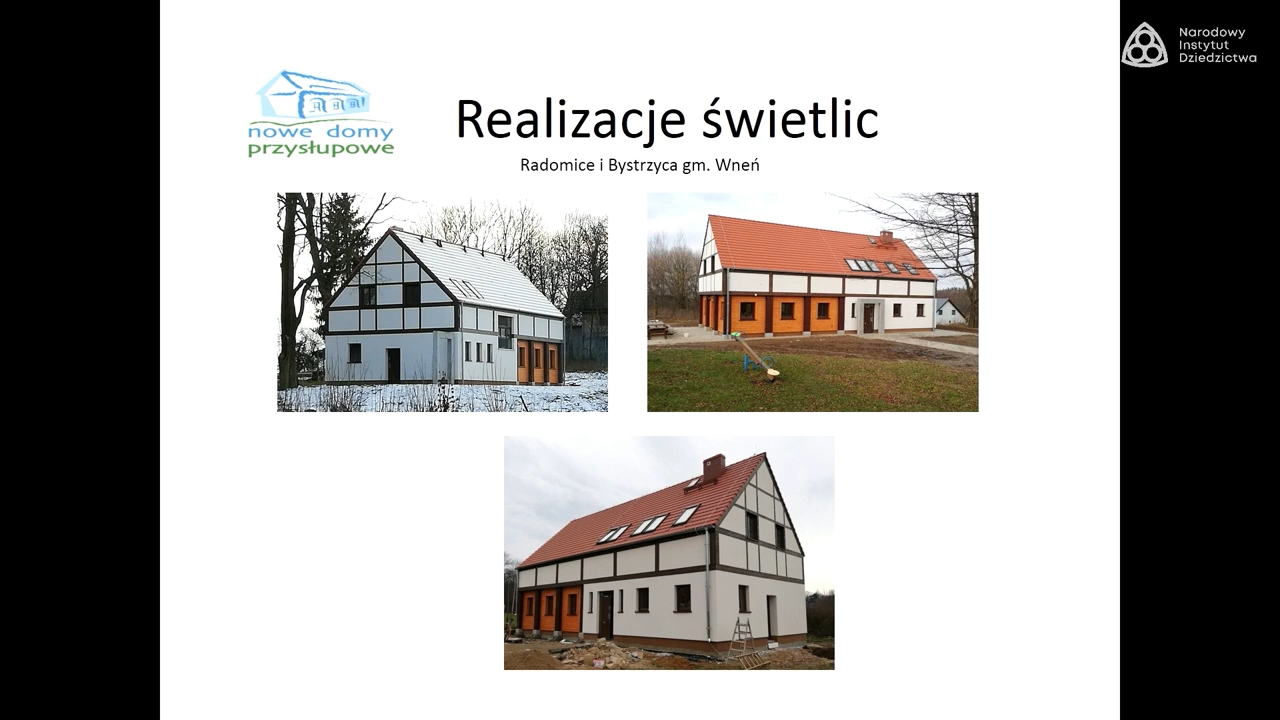 nowe domy
przysłupowe
Realizacje świetlic
Radomice i Bystrzyca gm. Wneń
Narodowy
Instytut
Dziedzictwa